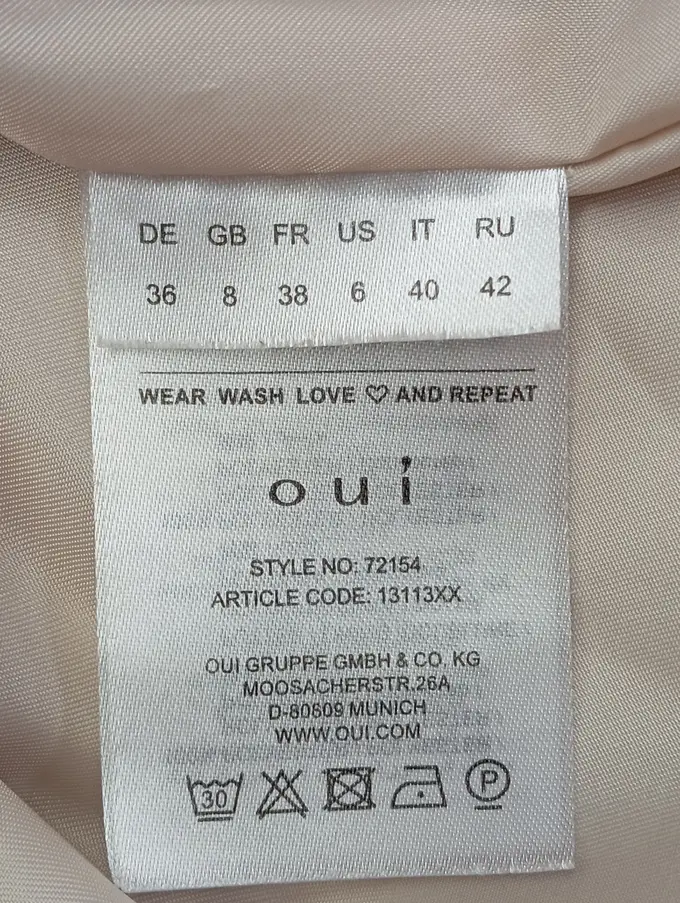 DE GB FR US IT RU
36 8 38 6 40 42
WEAR WASH LOVE ♡ AND REPEAT
oui
STYLE NO: 72154
ARTICLE CODE: 13113XX
OUI GRUPPE GMBH & CO. KG
MOOSACHERSTR.26A
D-80809 MUNICH
WWW.OUI.COM
30 P